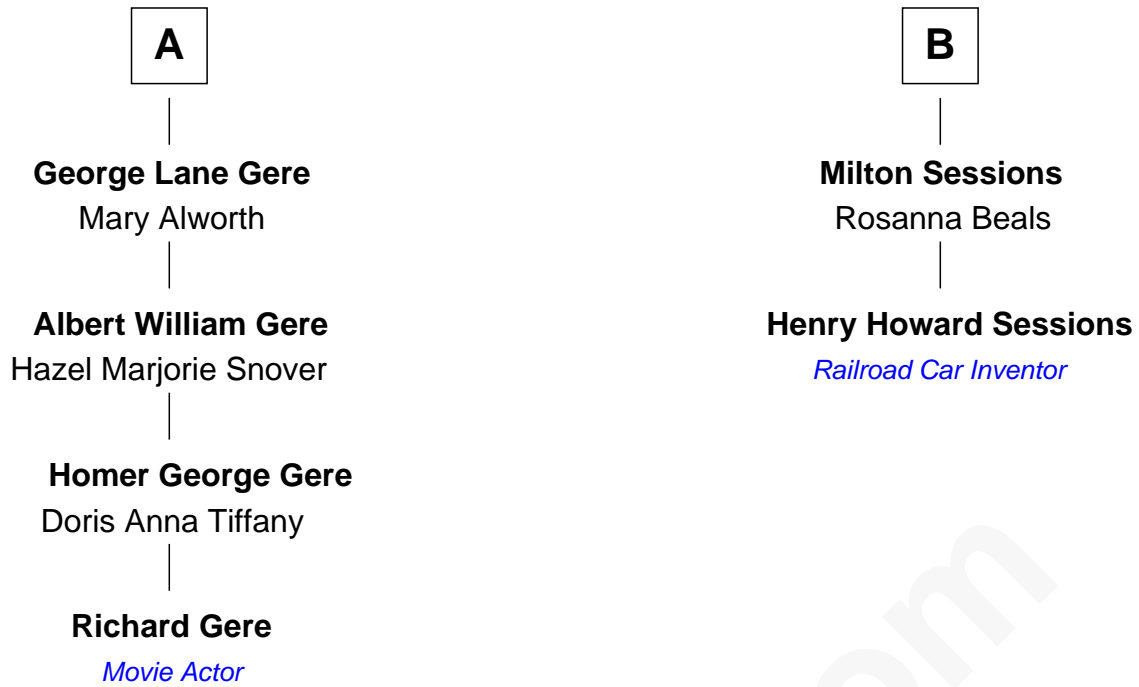 A
George Lane Gere
Mary Alworth
Albert William Gere
Hazel Marjorie Snover
Homer George Gere
Doris Anna Tiffany
Richard Gere
Movie Actor
B
Milton Sessions
Rosanna Beals
Henry Howard Sessions
Railroad Car Inventor
om